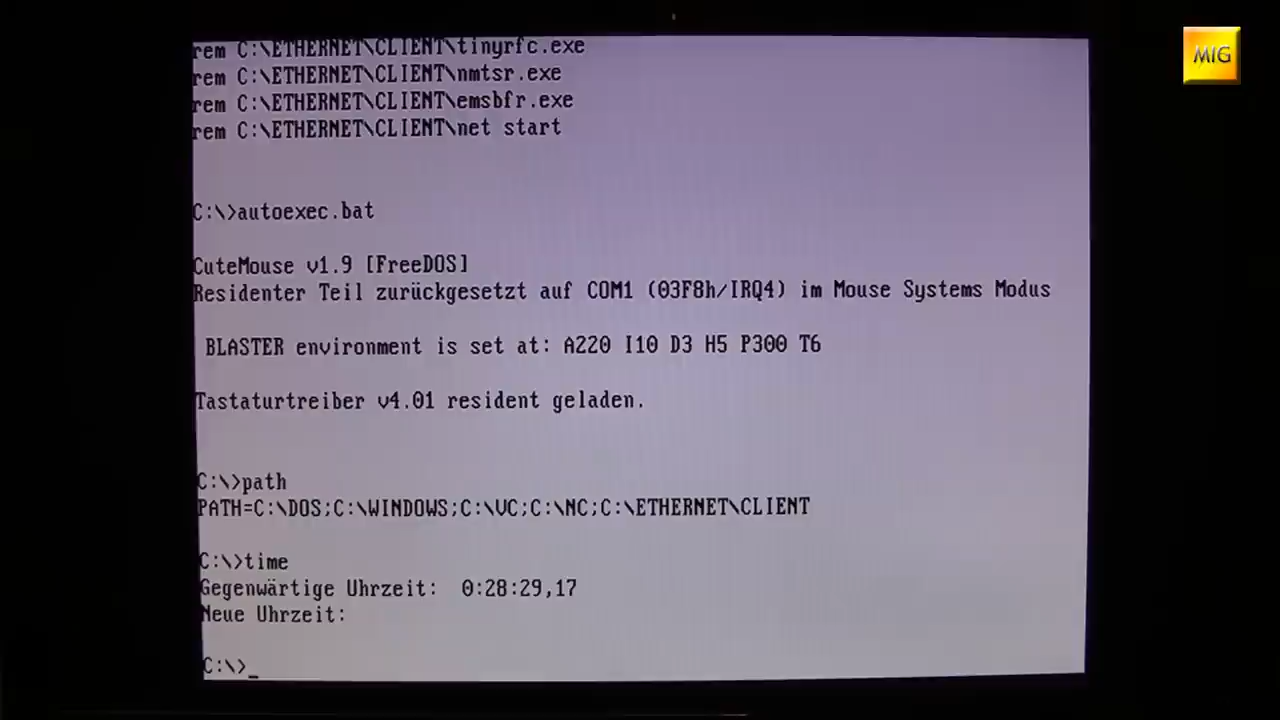 rem C:\ETHERNET\CLIENT\tinyrfc.exe
rem C:\ETHERNET\CLIENT\nmtsr.exe
rem C:\ETHERNET\CLIENT\emsbfr.exe
rem C:\ETHERNET\CLIENT\net start
C:\>autoexec.bat
CuteMouse v1.9 [FreeDOS]
Residenter Teil zurückgesetzt auf COM1 (03F8h/IRQ4) im Mouse Systems Modus
BLASTER environment is set at: A220 I10 D3 H5 P300 T6
Tastaturtreiber v4.01 resident geladen.
C:\>path
PATH=C:\DOS;C:\WINDOWS;C:\VC;C:\NC;C:\ETHERNET\CLIENT
C:\>time
Gegenwärtige Uhrzeit:  0:28:29,17
Neue Uhrzeit:
C:\>_
MIG